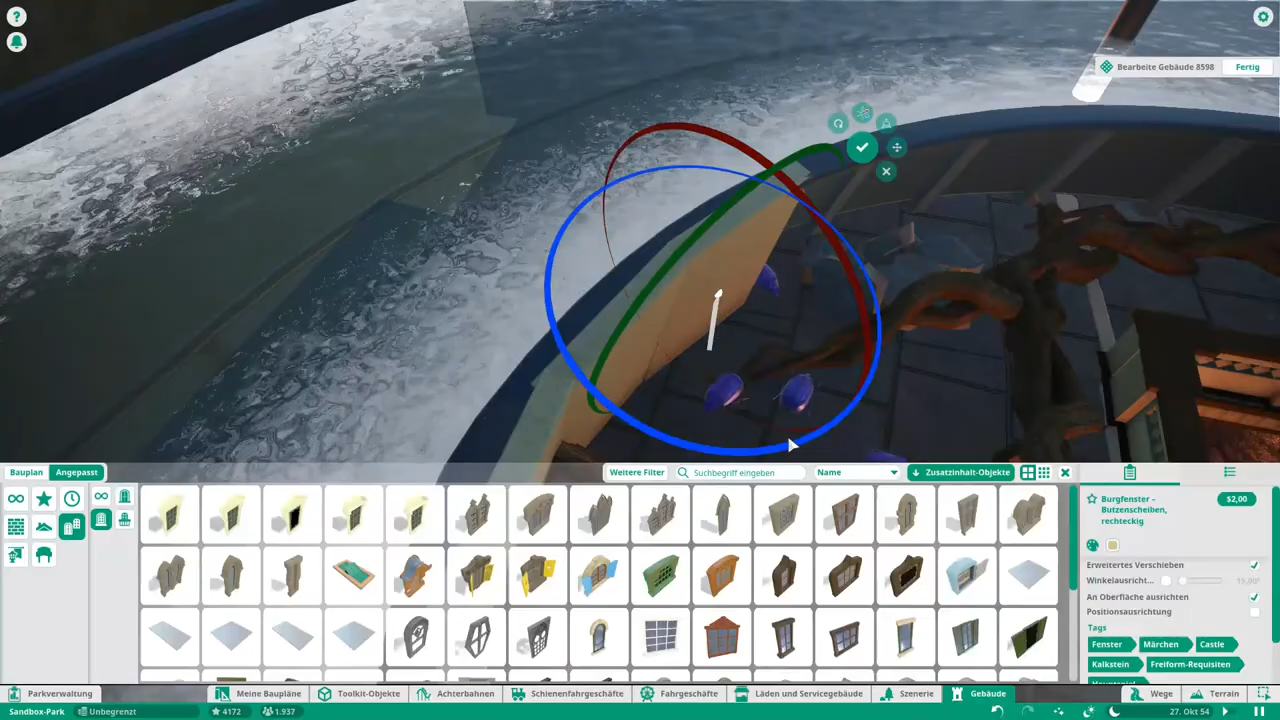 ?
Bearbeite Gebäude 8598 Fertig
Bauplan Angepasst Weitere Filter Suchbegriff eingeben Name Zusatzinhalt-Objekte
Burgfenster –
Butzenscheiben,
rechteckig
$2,00
Erweitertes Verschieben
Winkelausricht... 15,00°
An Oberfläche ausrichten
Positionsausrichtung
Tags
Fenster Märchen Castle
Kalkstein Freiform-Requisiten
Parkverwaltung Meine Baupläne Toolkit-Objekte Achterbahnen Schienenfahrgeschäfte Fahrgeschäfte Läden und Servicegebäude Szenerie Gebäude Wege Terrain
Sandbox-Park Unbegrenzt 4172 1.937 27. Okt 54